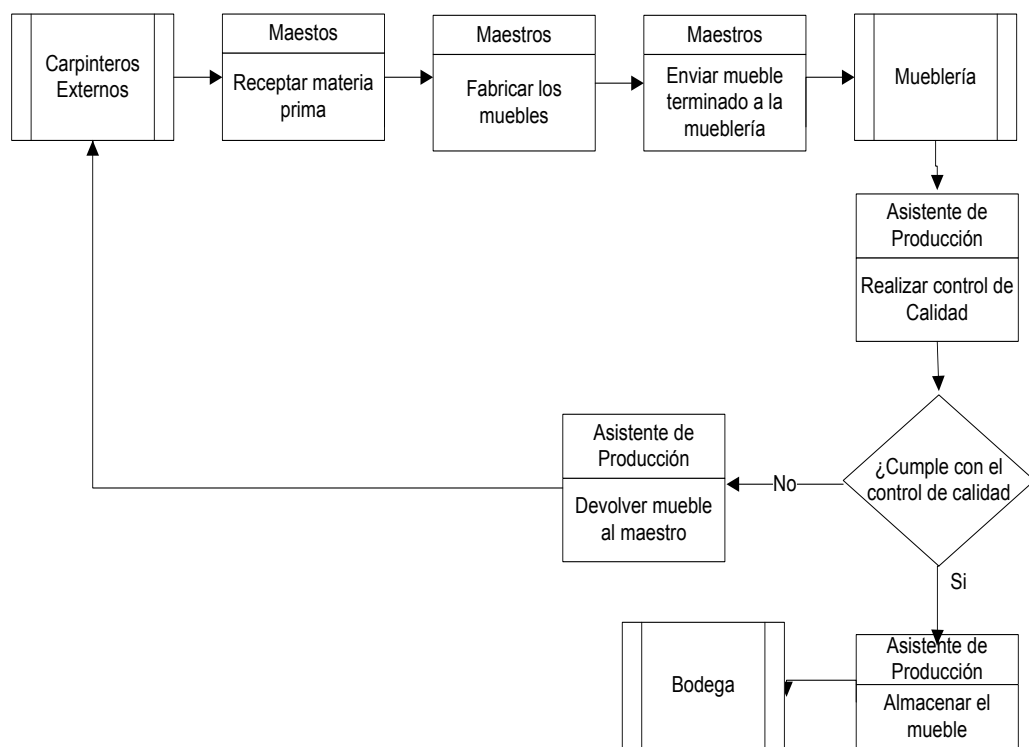 Carpinteros
Externos
Maestos
Receptar materia
prima
Maestros
Fabricar los
muebles
Maestros
Enviar mueble
terminado a la
mueblería
Mueblería
Asistente de
Producción
Realizar control de
Calidad
¿Cumple con el
control de calidad
No
Asistente de
Producción
Devolver mueble
al maestro
Si
Asistente de
Producción
Almacenar el
mueble
Bodega